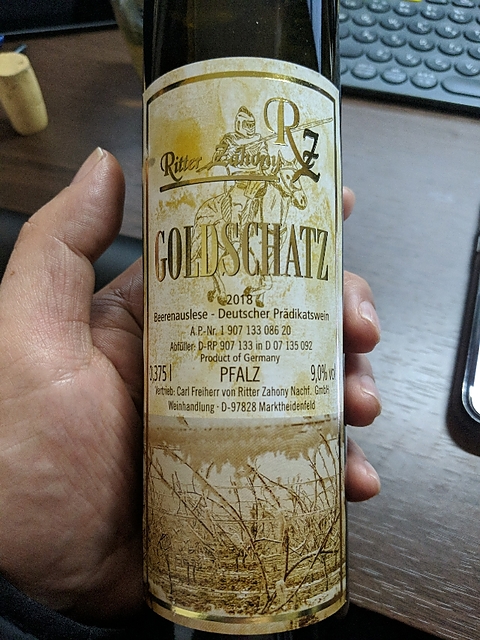 RZ
Ritter Zahony
GOLDSCHATZ
2018
Beerenauslese - Deutscher Prädikatswein
A.P.-Nr. 1 907 133 086 20
Abfüller: D-RP 907 133 in D 07 135 092
Product of Germany
0,375 l PFALZ 9,0% vol
Vertrieb: Carl Freiherr von Ritter Zahony Nachf. GmbH
Weinhandlung · D-97828 Marktheidenfeld